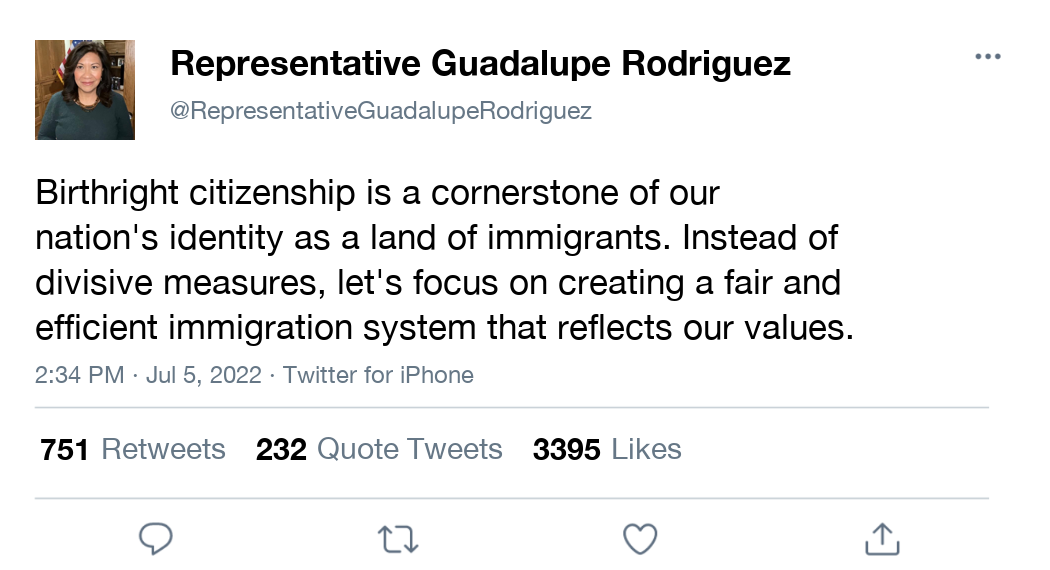 Representative Guadalupe Rodriguez
@RepresentativeGuadalupeRodriguez
Birthright citizenship is a cornerstone of our
nation's identity as a land of immigrants. Instead of
divisive measures, let's focus on creating a fair and
efficient immigration system that reflects our values.
2:34 PM · Jul 5, 2022 · Twitter for iPhone
751 Retweets 232 Quote Tweets 3395 Likes